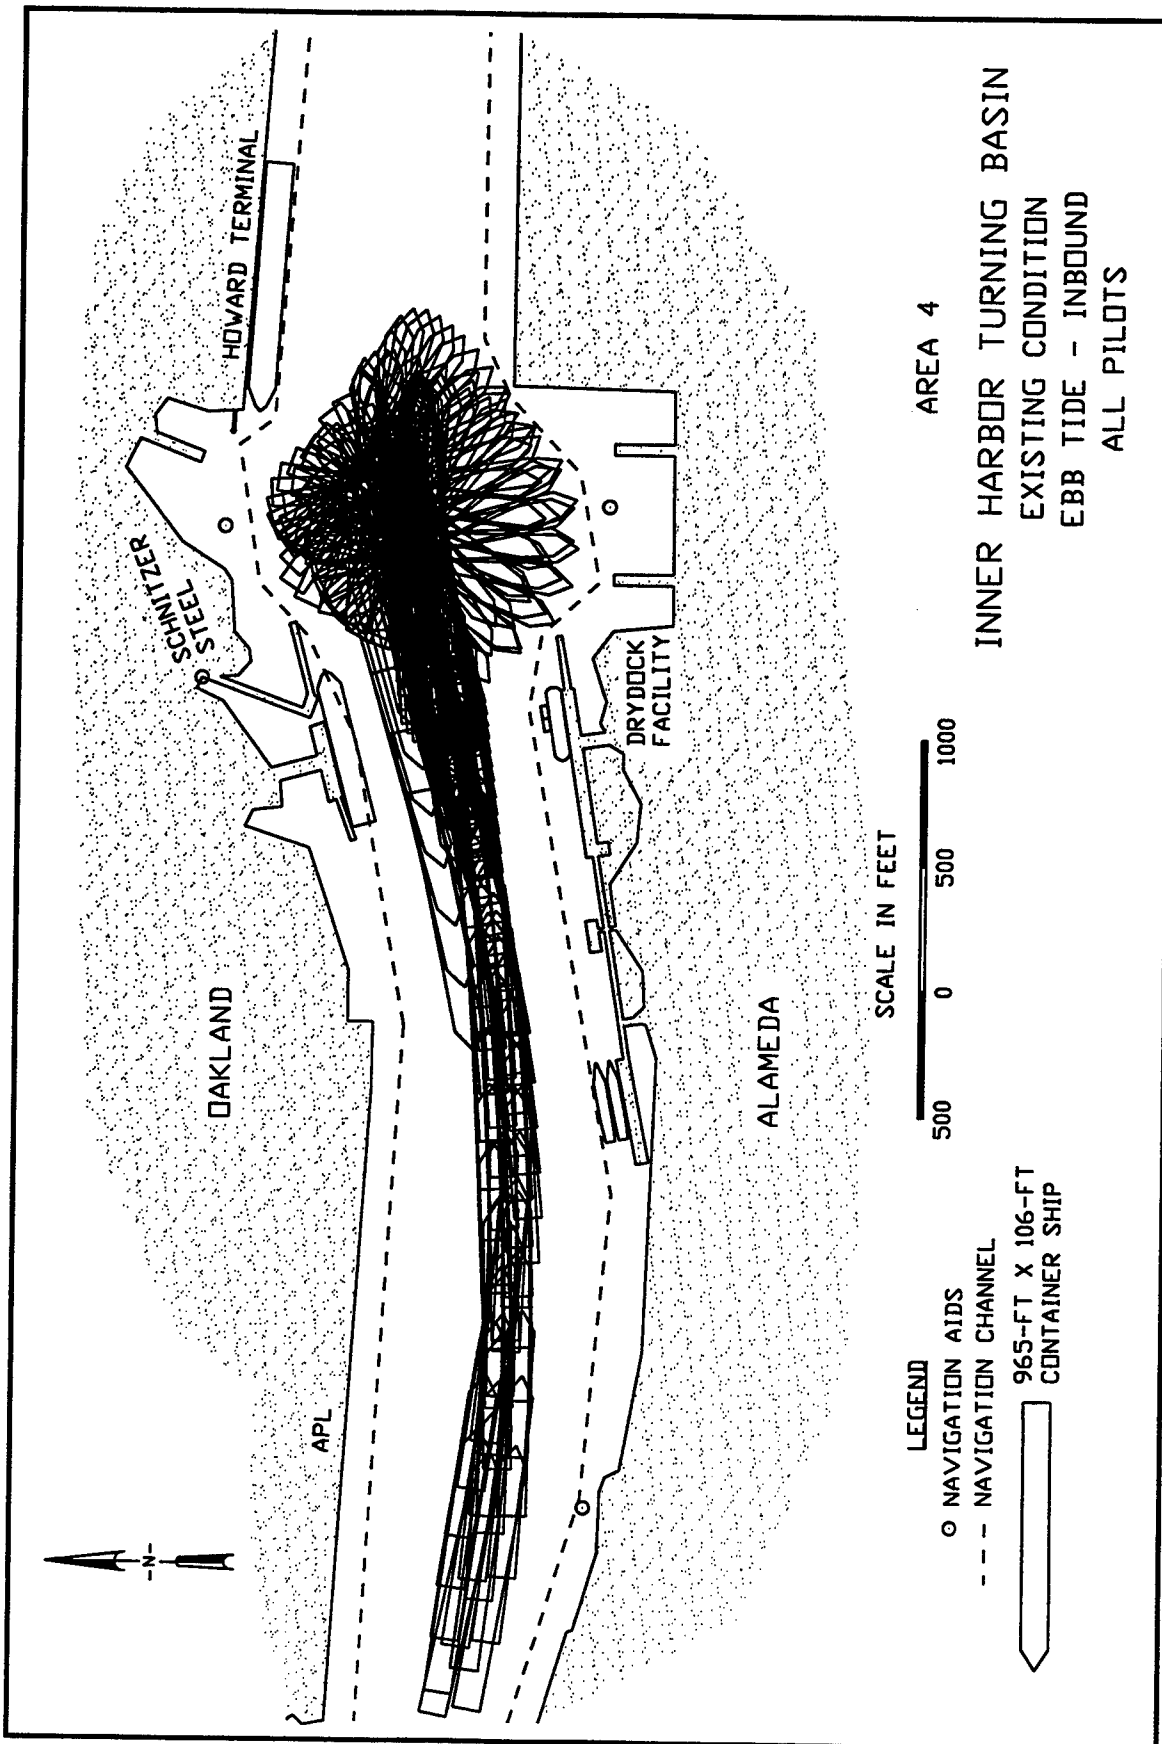 HOWARD TERMINAL
SCHNITZER
STEEL
OAKLAND
APL
-N-
DRYDOCK
FACILITY
ALAMEDA
SCALE IN FEET
500 0 500 1000
LEGEND
NAVIGATION AIDS
NAVIGATION CHANNEL
965-FT X 106-FT
CONTAINER SHIP
AREA 4
INNER HARBOR TURNING BASIN
EXISTING CONDITION
EBB TIDE - INBOUND
ALL PILOTS